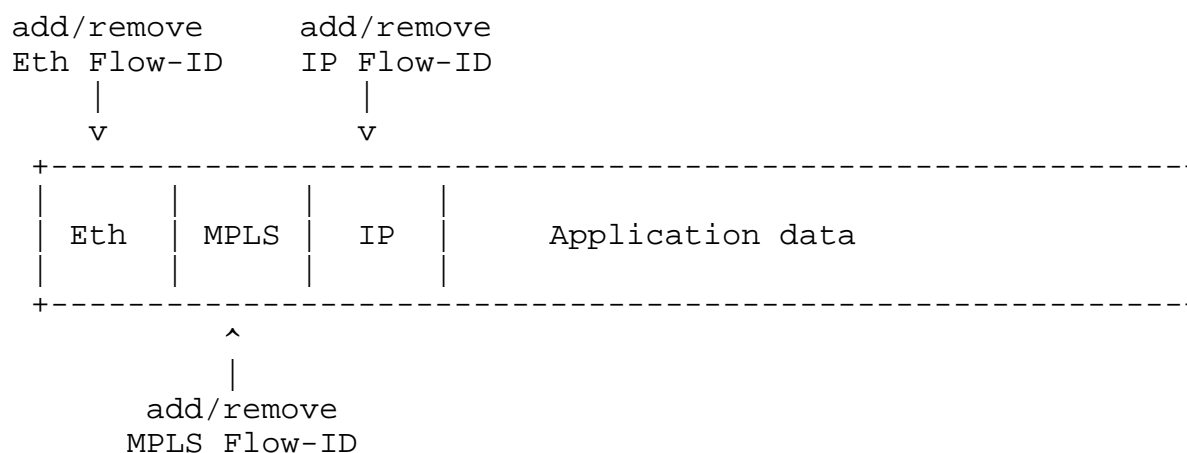 add/remove add/remove
Eth Flow-ID IP Flow-ID
| |
v v
+-----------------------------------------------------------
| | | |
| Eth | MPLS | IP | Application data
| | | |
+-----------------------------------------------------------
^
|
add/remove
MPLS Flow-ID